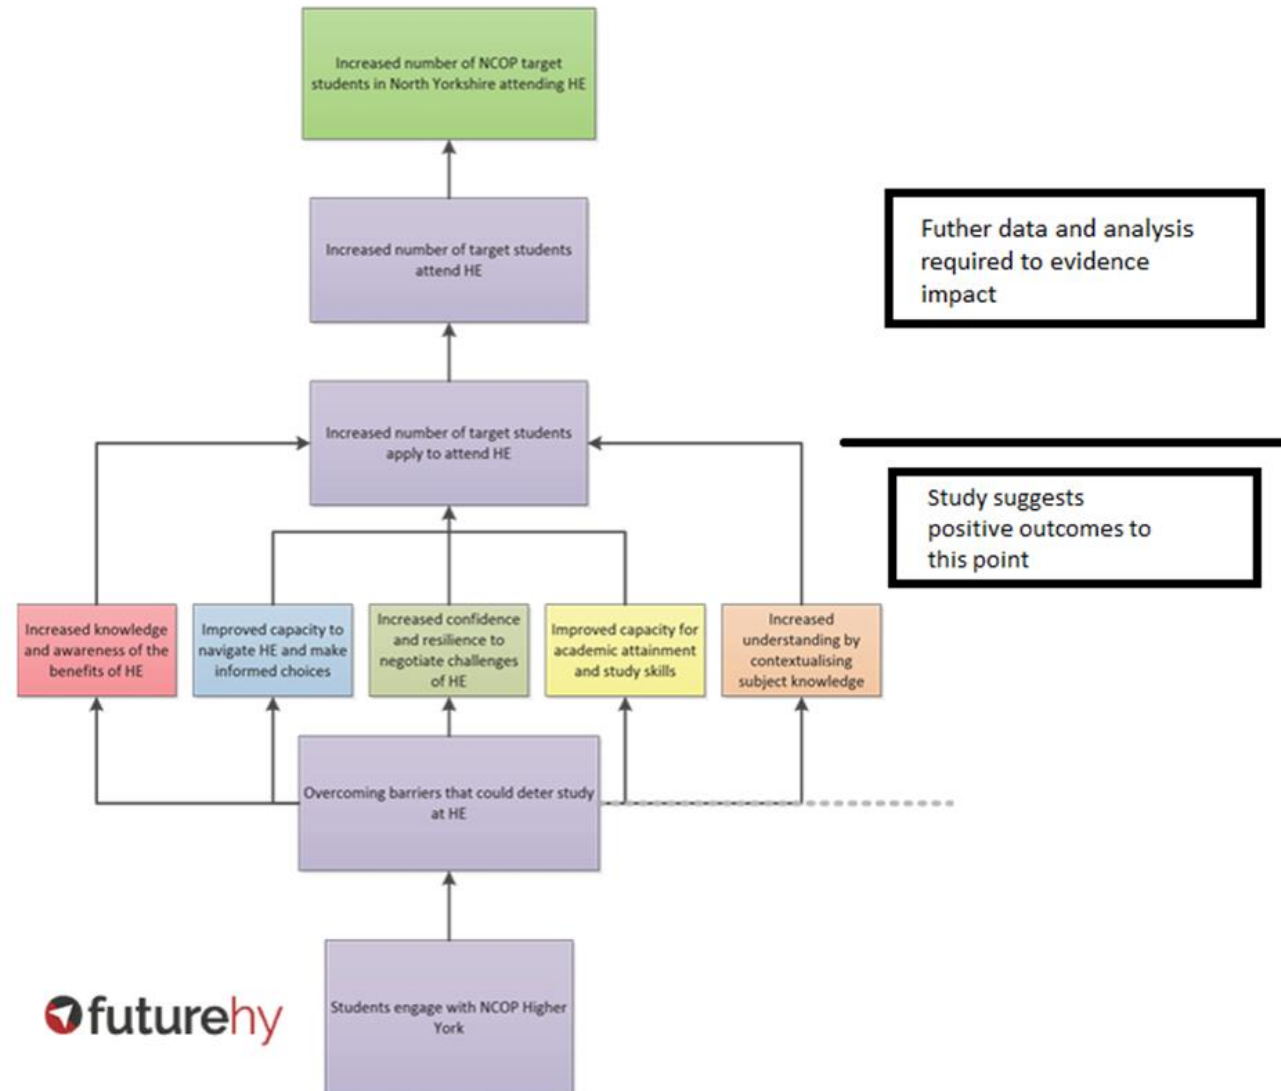 Increased number of NCOP target
students in North Yorkshire attending HE
Increased number of target students
attend HE
Futher data and analysis
required to evidence
impact
Increased number of target students
apply to attend HE
Study suggests
positive outcomes to
this point
Increased knowledge
and awareness of the
benefits of HE
Improved capacity to
navigate HE and make
informed choices
Increased confidence
and resilience to
negotiate challenges
of HE
Improved capacity for
academic attainment
and study skills
Increased
understanding by
contextualising
subject knowledge
Overcoming barriers that could deter study
at HE
Students engage with NCOP Higher
York
futurehy